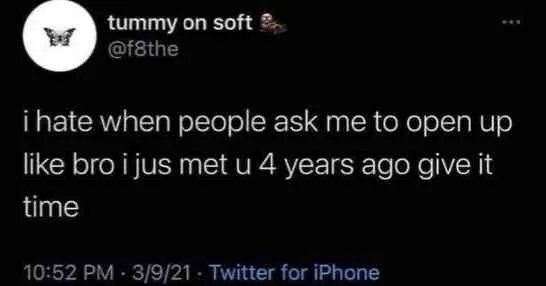 tummy on soft
@f8the
i hate when people ask me to open up
like bro i jus met u 4 years ago give it
time
10:52 PM · 3/9/21 · Twitter for iPhone